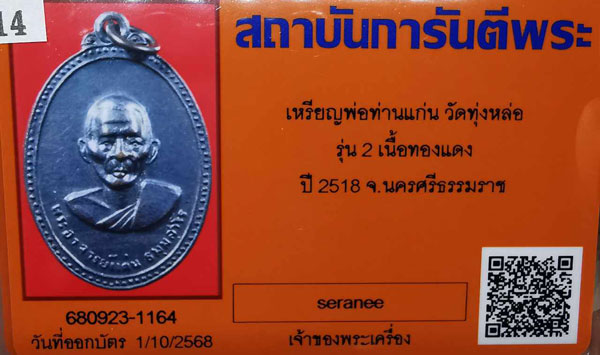 14
สถาบันการันตีพระ
เหรียญพ่อท่านแก่น วัดทุ่งหล่อ
รุ่น 2 เนื้อทองแดง
ปี 2518 จ.นครศรีธรรมราช
seranee
680923-1164
วันที่ออกบัตร 1/10/2568
เจ้าของพระเครื่อง